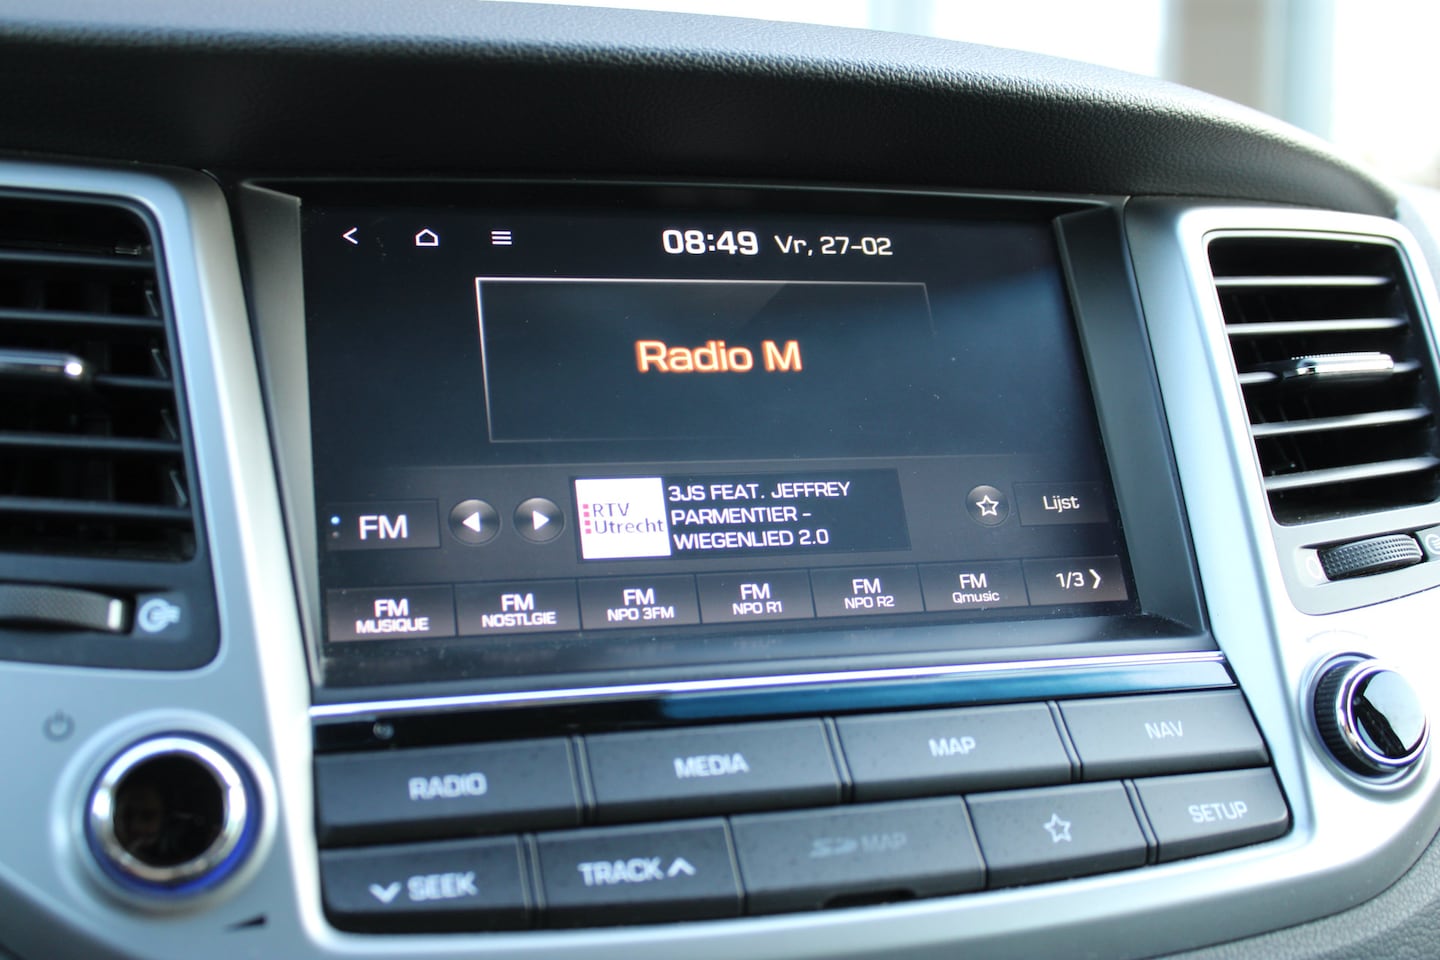 08:49 Vr, 27-02
Radio M
FM
RTV
Utrecht
3JS FEAT. JEFFREY
PARMENTIER -
WIEGENLIED 2.0
Lijst
FM
MUSIQUE
FM
NOSTLGIE
FM
NPO 3FM
FM
NPO R1
FM
NPO R2
FM
Qmusic
1/3
RADIO
MEDIA
MAP
NAV
SEEK
TRACK
MAP
SETUP